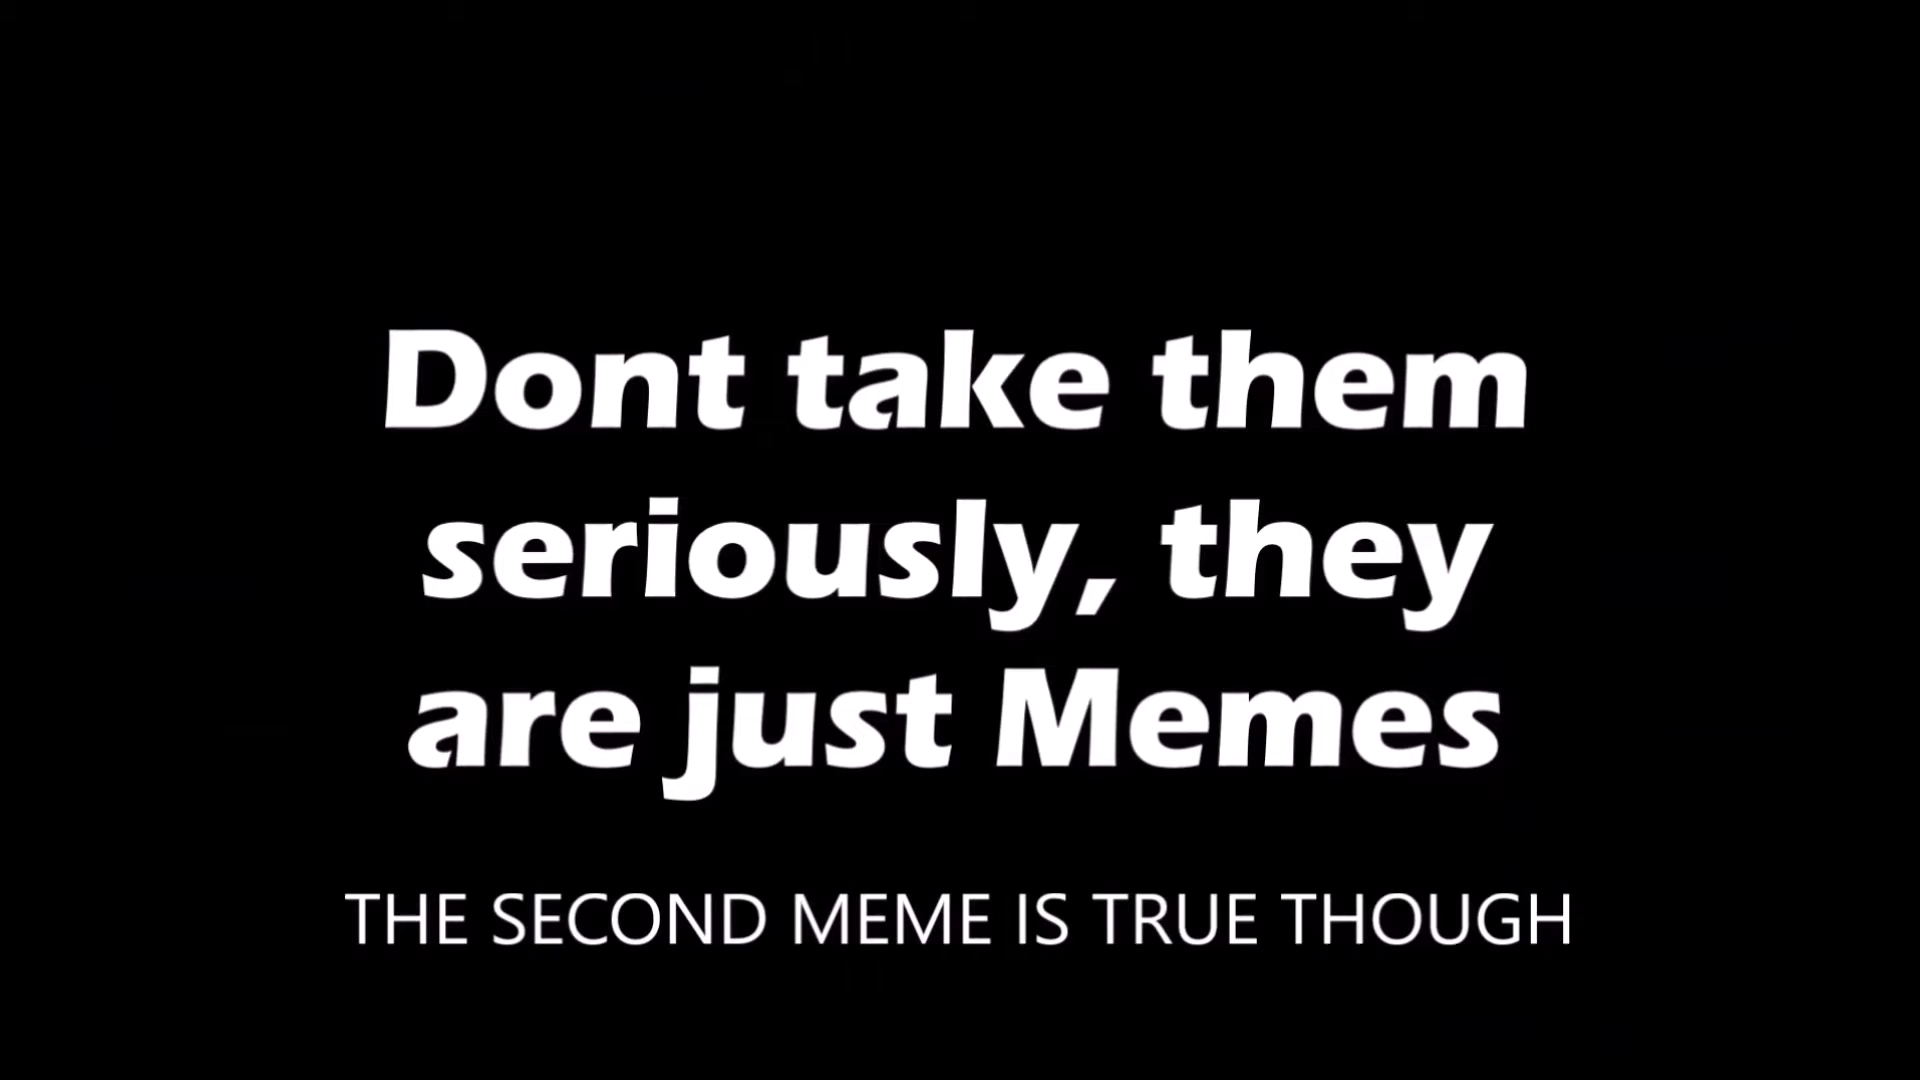 Dont take them
seriously, they
are just Memes
THE SECOND MEME IS TRUE THOUGH